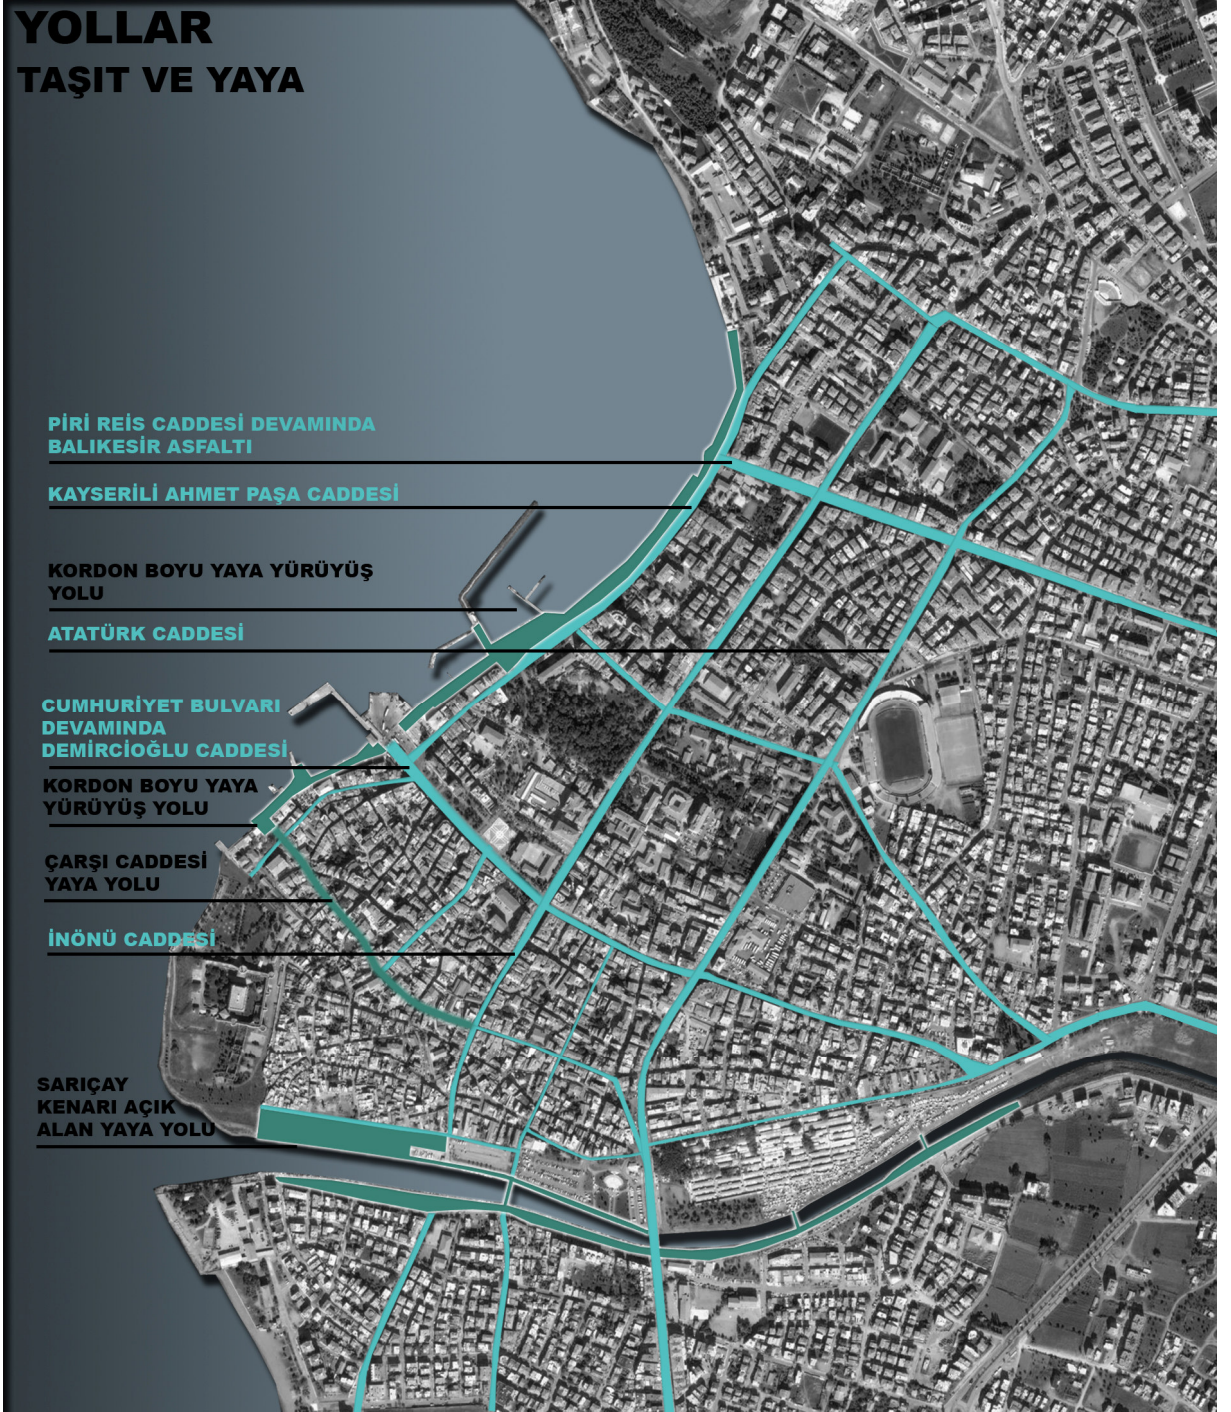 YOLLAR
TAŞIT VE YAYA
PİRİ REİS CADDESİ DEVAMINDA
BALIKESİR ASFALTI
KAYSERİLİ AHMET PAŞA CADDESİ
KORDON BOYU YAYA YÜRÜYÜŞ
YOLU
ATATÜRK CADDESİ
CUMHURİYET BULVARI
DEVAMINDA
DEMİRCİOĞLU CADDESİ
KORDON BOYU YAYA
YÜRÜYÜŞ YOLU
ÇARŞI CADDESİ
YAYA YOLU
İNÖNÜ CADDESİ
SARIÇAY
KENARI AÇIK
ALAN YAYA YOLU